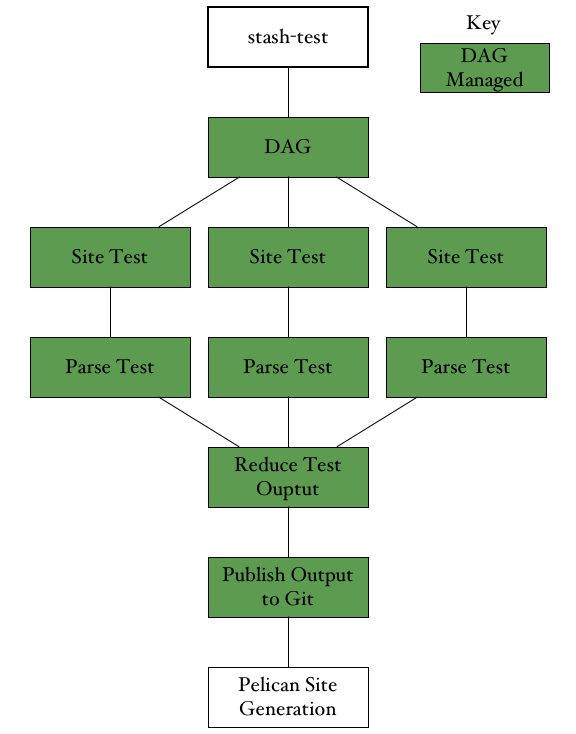 stash-test
Key
DAG
Managed
DAG
Site Test
Site Test
Site Test
Parse Test
Parse Test
Parse Test
Reduce Test
Ouptut
Publish Output
to Git
Pelican Site
Generation